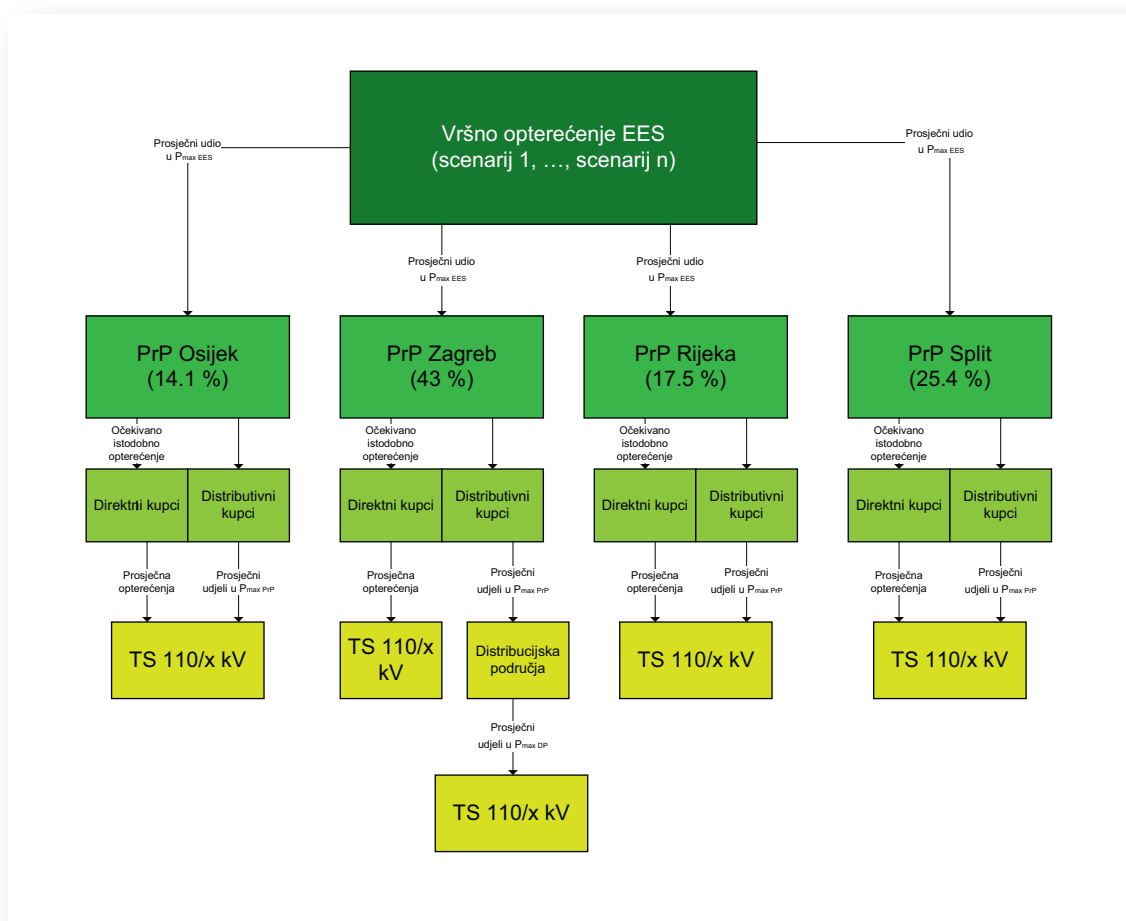 Vršno opterećenje EES
(scenarij 1, …, scenarij n)
Prosječni udio
u Pmax EES
Prosječni udio
u Pmax EES
Prosječni udio
u Pmax EES
Prosječni udio
u Pmax EES
PrP Osijek
(14.1 %)
PrP Zagreb
(43 %)
PrP Rijeka
(17.5 %)
PrP Split
(25.4 %)
Očekivano
istodobno
opterećenje
Očekivano
istodobno
opterećenje
Očekivano
istodobno
opterećenje
Očekivano
istodobno
opterećenje
Direktni kupci
Distributivni
kupci
Direktni kupci
Distributivni
kupci
Direktni kupci
Distributivni
kupci
Direktni kupci
Distributivni
kupci
Prosječna
opterećenja
Prosječni
udjeli u Pmax PrP
Prosječna
opterećenja
Prosječni
udjeli u Pmax PrP
Prosječna
opterećenja
Prosječni
udjeli u Pmax PrP
Prosječna
opterećenja
Prosječni
udjeli u Pmax PrP
TS 110/x kV
TS 110/x
kV
Distribucijska
područja
TS 110/x kV
TS 110/x kV
Prosječni
udjeli u Pmax DP
TS 110/x kV